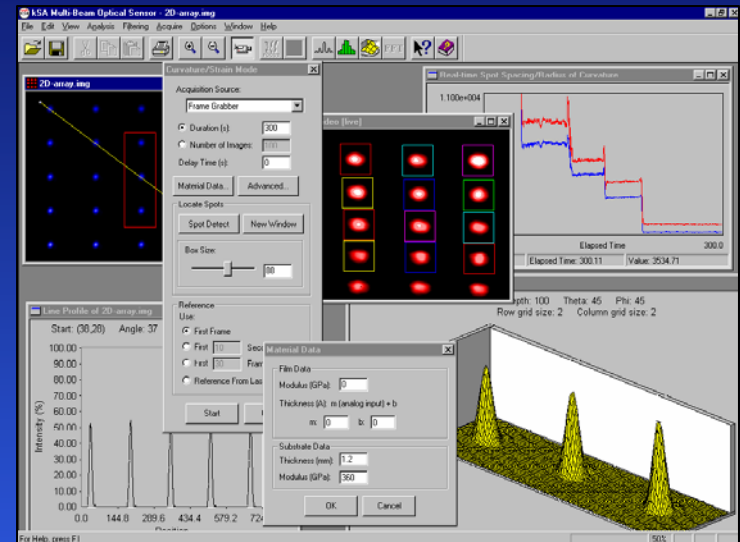 kSA Multi-Beam Optical Sensor - 2D-array.img
File Edit View Analysis Filtering Acquire Options Window Help
FFT
2D-array.img
Curvature/Strain Mode
Acquisition Source:
Frame Grabber
Duration (s): 300
Number of Images: 100
Delay Time (s): 0
Material Data... Advanced...
Locate Spots
Spot Detect New Window
Box Size:
80
Reference
Use:
First Frame
First 10
First 30
Reference From
Start
(live)
Real-time Spot Spacing/Radius of Curvature
1.100e+004
Elapsed Time 300.0
Elapsed Time: 300.11 Value: 3534.71
Line Profile of 2D-array.img
Start: (38,28) Angle: 37
100.00
90.00
80.00
70.00
60.00
50.00
40.00
30.00
20.00
10.00
0.00
Intensity (%)
0.0 144.8 289.6 434.4 579.2
Material Data
Film Data
Modulus (GPa): 0
Thickness (A): m (analog input) + b
m: 0 b: 0
Substrate Data
Thickness (mm): 1.2
Modulus (GPa): 360
OK Cancel
100 Theta: 45 Phi: 45
Row grid size: 2 Column grid size: 2
For Help, press F1
50%